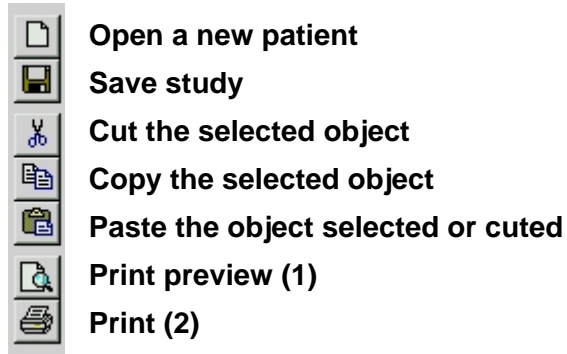 Open a new patient
Save study
Cut the selected object
Copy the selected object
Paste the object selected or cuted
Print preview (1)
Print (2)